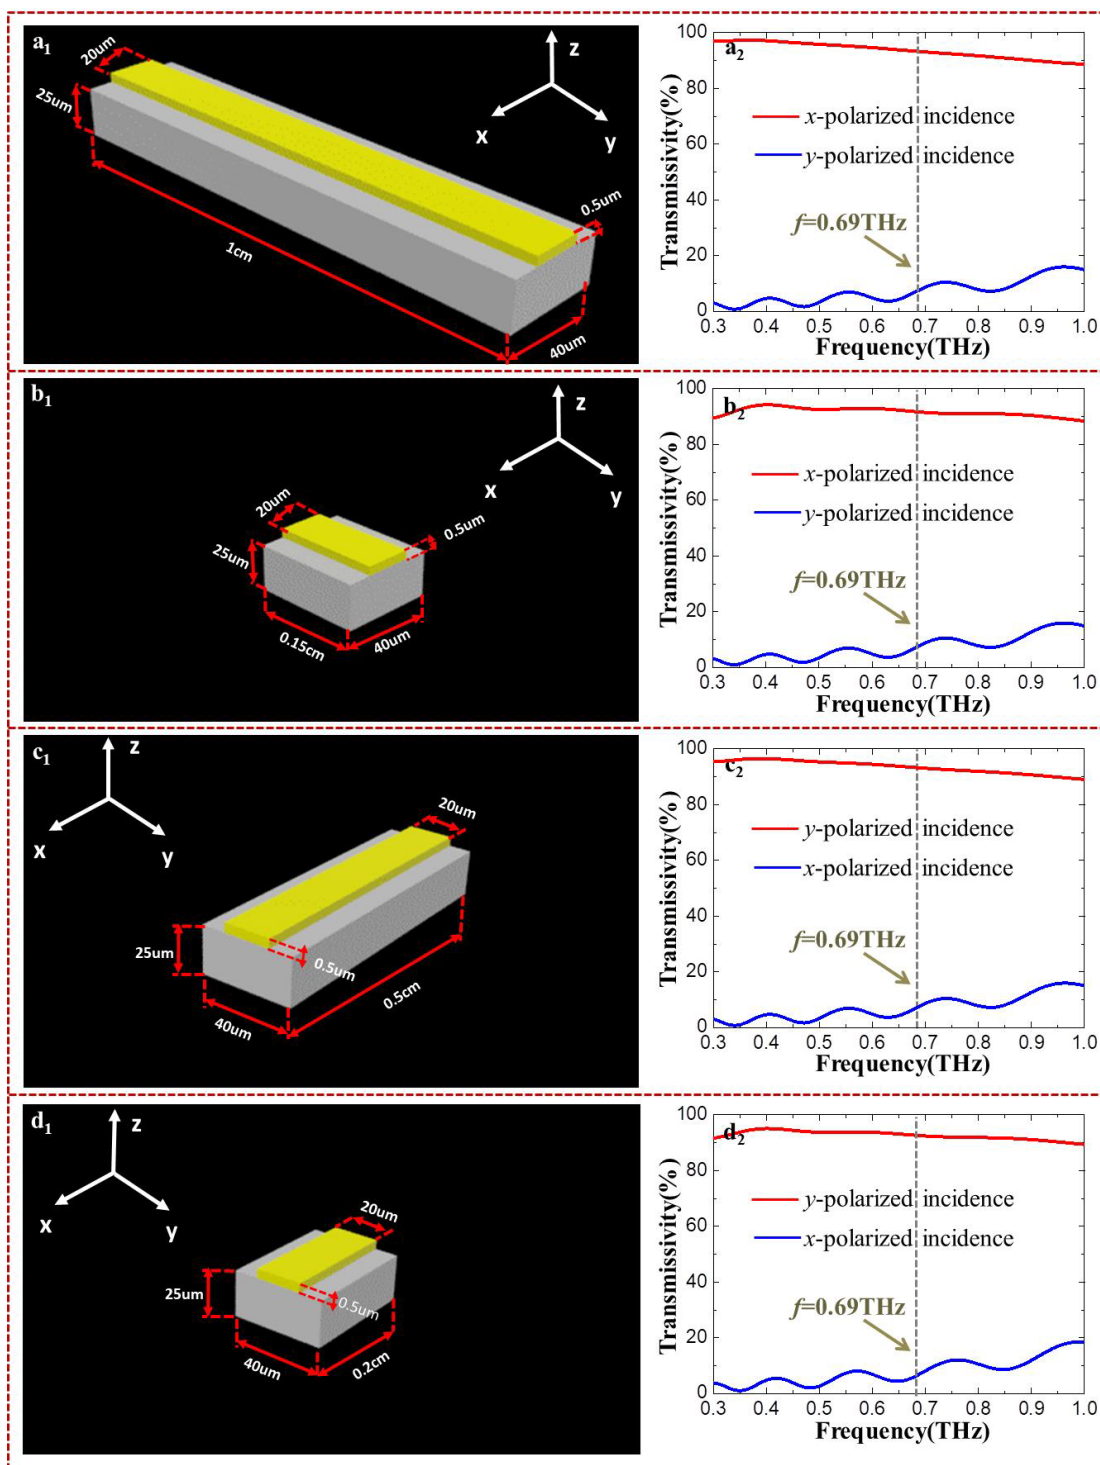 a1
20um
25um
z
x
y
0.5um
1cm
40um
a2
Transmissivity(%)
100
80
60
40
20
0
x-polarized incidence
y-polarized incidence
f=0.69THz
0.3 0.4 0.5 0.6 0.7 0.8 0.9 1.0
Frequency(THz)
b1
z
x
y
20um
0.5um
25um
0.15cm
40um
b2
Transmissivity(%)
100
80
60
40
20
0
x-polarized incidence
y-polarized incidence
f=0.69THz
0.3 0.4 0.5 0.6 0.7 0.8 0.9 1.0
Frequency(THz)
c1
z
x
y
20um
25um
0.5um
0.5cm
40um
c2
Transmissivity(%)
100
80
60
40
20
0
y-polarized incidence
x-polarized incidence
f=0.69THz
0.3 0.4 0.5 0.6 0.7 0.8 0.9 1.0
Frequency(THz)
d1
z
x
y
20um
25um
0.5um
40um
0.2cm
d2
Transmissivity(%)
100
80
60
40
20
0
y-polarized incidence
x-polarized incidence
f=0.69THz
0.3 0.4 0.5 0.6 0.7 0.8 0.9 1.0
Frequency(THz)